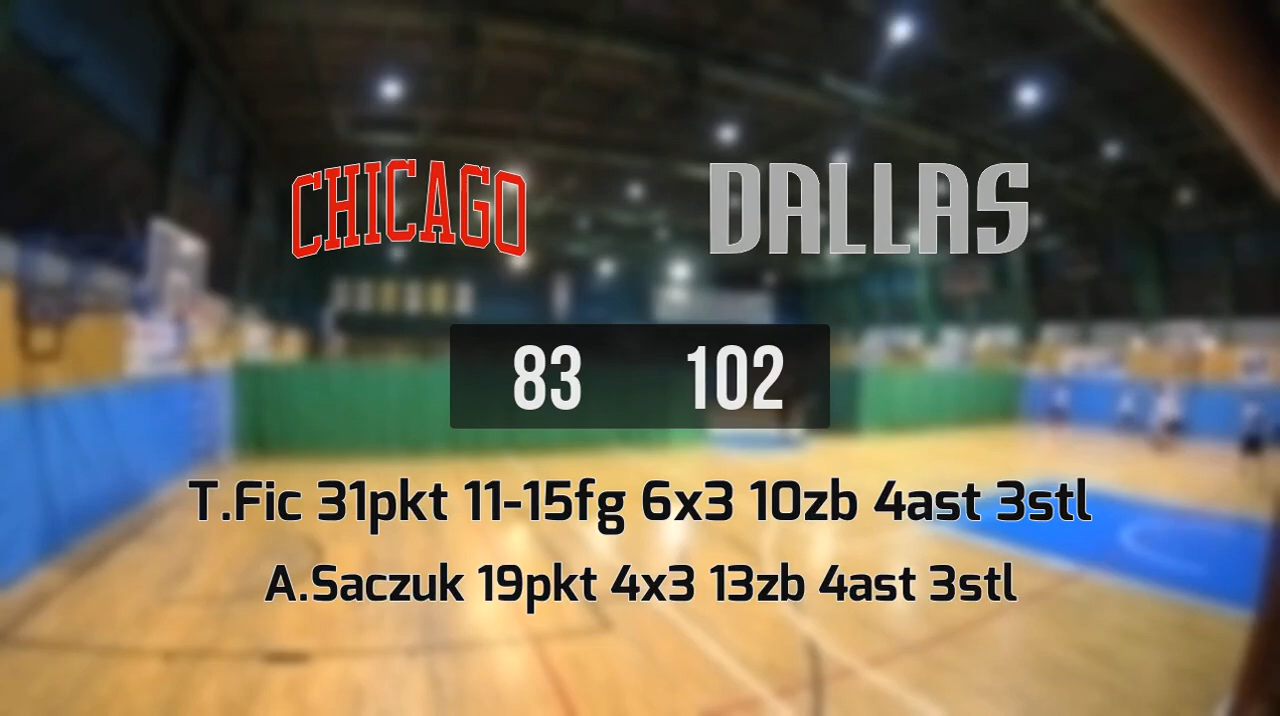 CHICAGO DALLAS
83 102
T.Fic 31pkt 11-15fg 6x3 10zb 4ast 3stl
A.Saczuk 19pkt 4x3 13zb 4ast 3stl